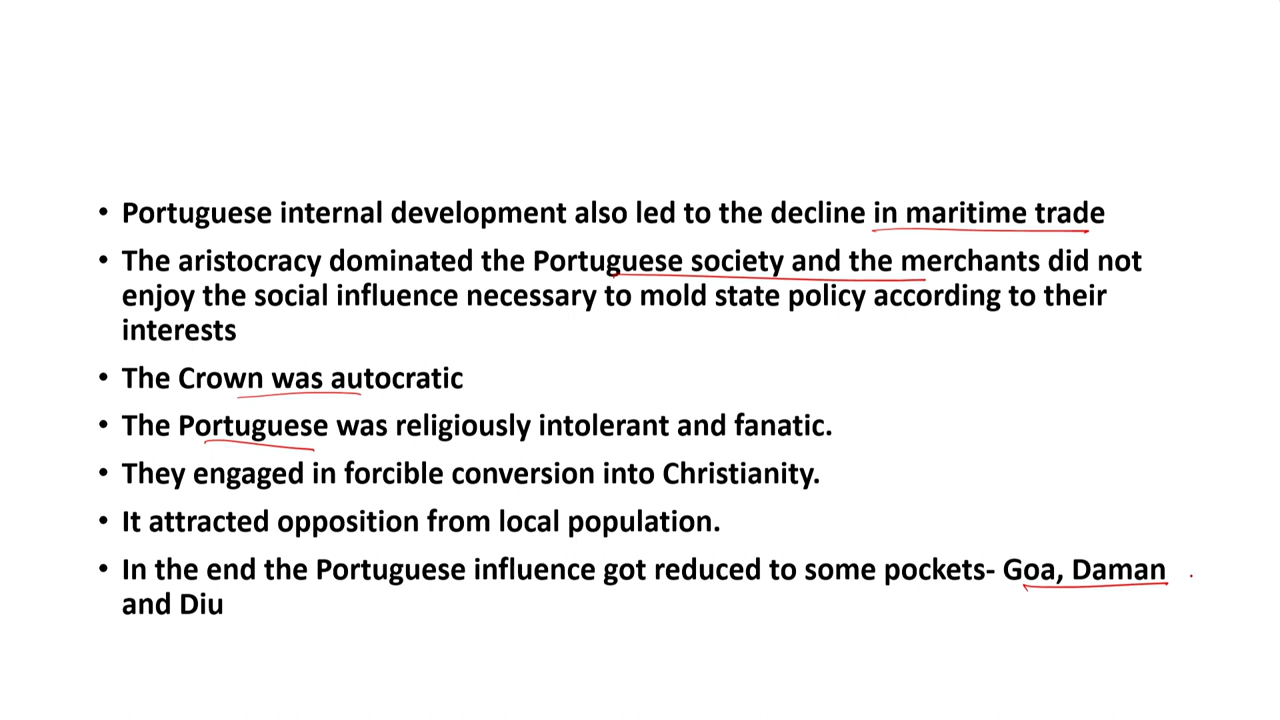 • Portuguese internal development also led to the decline in maritime trade
• The aristocracy dominated the Portuguese society and the merchants did not
enjoy the social influence necessary to mold state policy according to their
interests
• The Crown was autocratic
• The Portuguese was religiously intolerant and fanatic.
• They engaged in forcible conversion into Christianity.
• It attracted opposition from local population.
• In the end the Portuguese influence got reduced to some pockets- Goa, Daman
and Diu